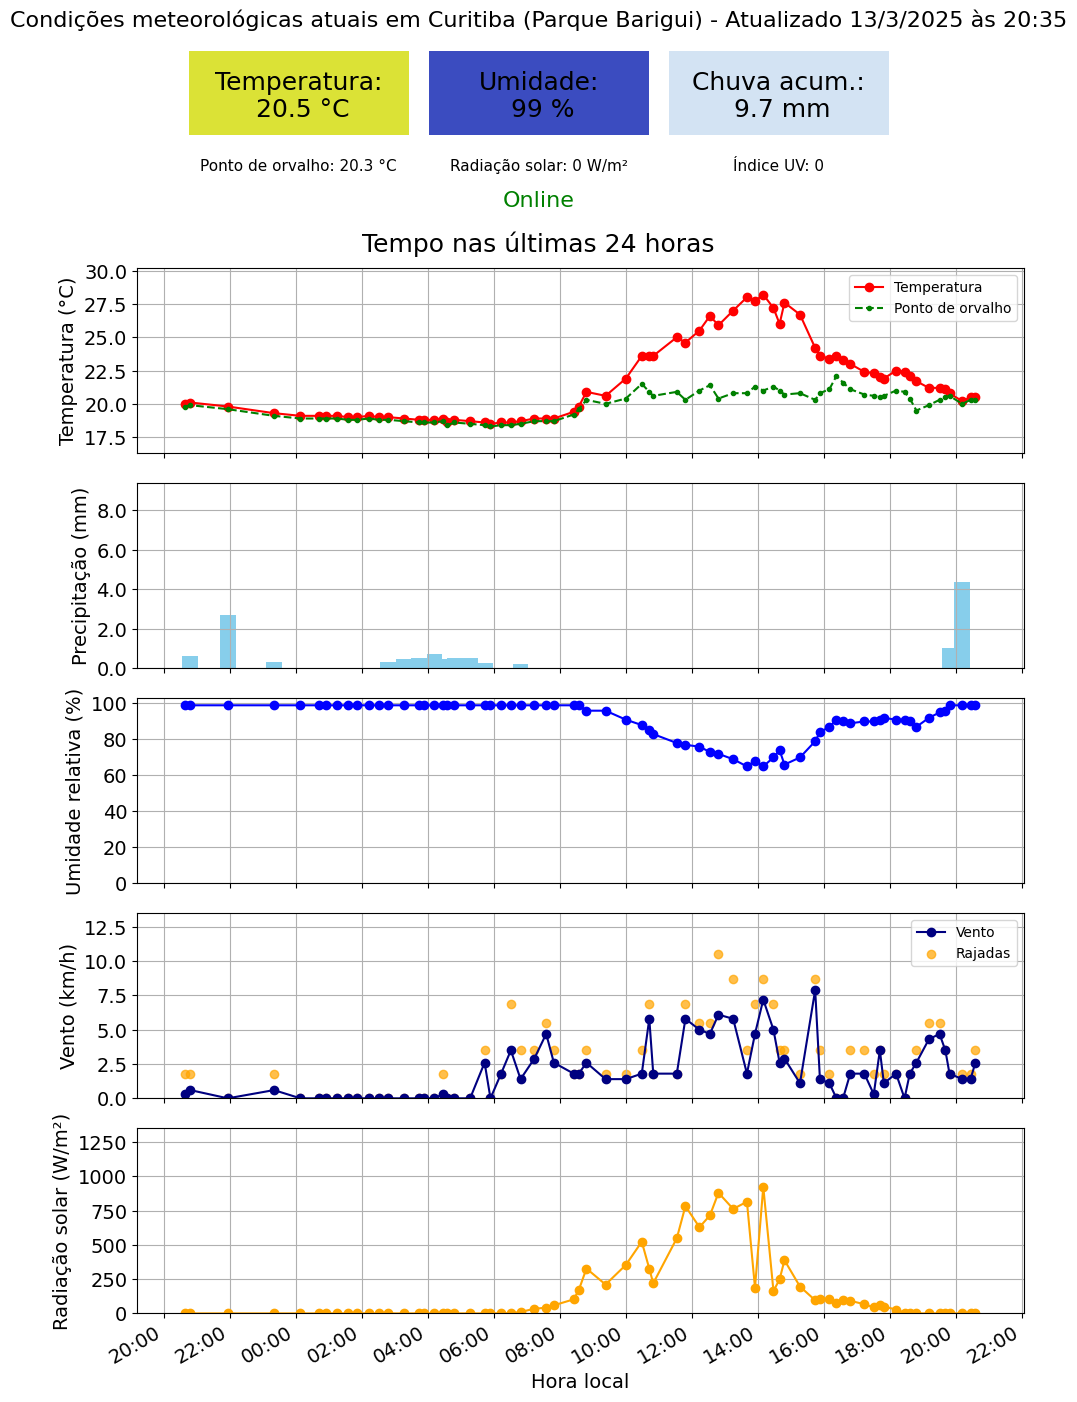 Condições meteorológicas atuais em Curitiba (Parque Barigui) - Atualizado 13/3/2025 às 20:35
Temperatura:
20.5 °C
Umidade:
99 %
Chuva acum.:
9.7 mm
Ponto de orvalho: 20.3 °C
Radiação solar: 0 W/m²
Índice UV: 0
Online
Tempo nas últimas 24 horas
Temperatura (°C)
30.0
27.5
25.0
22.5
20.0
17.5
Temperatura
Ponto de orvalho
Precipitação (mm)
8.0
6.0
4.0
2.0
0.0
Umidade relativa (%)
100
80
60
40
20
0
Vento (km/h)
12.5
10.0
7.5
5.0
2.5
0.0
Vento
Rajadas
Radiação solar (W/m²)
1250
1000
750
500
250
0
20:00
22:00
00:00
02:00
04:00
06:00
08:00
10:00
12:00
14:00
16:00
18:00
20:00
22:00
Hora local